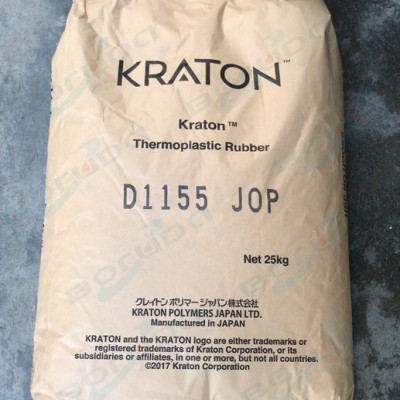 KRATON™
Kraton™
Thermoplastic Rubber
D1155 JOP
Net 25kg
クレイトン ポリマー ジャパン株式会社
KRATON POLYMERS JAPAN LTD.
Manufactured in JAPAN
KRATON and the KRATON logo are either trademarks or
registered trademarks of Kraton Corporation, or its
subsidiaries or affiliates, in one or more, but not all countries.
©2017 Kraton Corporation